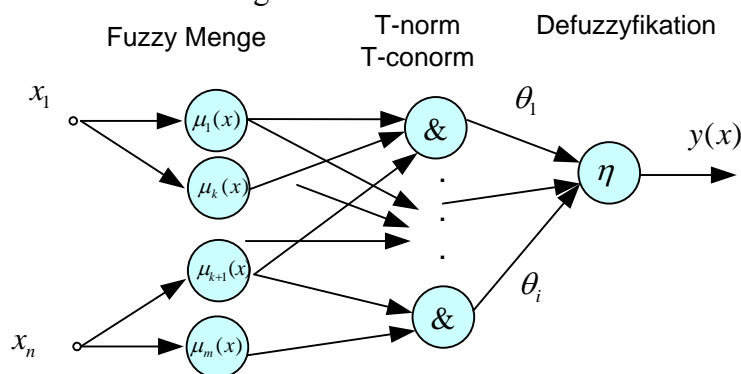 Fuzzy Menge
T-norm
T-conorm
Defuzzyfikation
x₁
μ₁(x)
μₖ(x)
μₖ₊₁(x)
μₘ(x)
xₙ
&
.
.
.
&
θ₁
θᵢ
η
y(x)